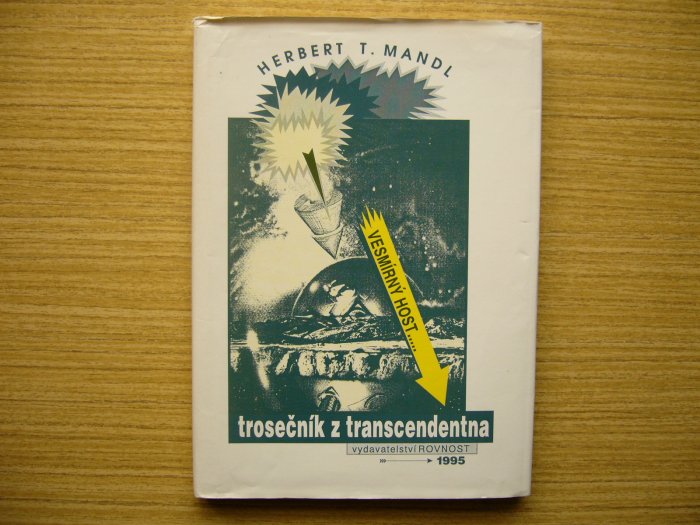 HERBERT T. MANDL
VESMÍRNÝ HOST.....
trosečník z transcendentna
vydavatelství ROVNOST
1995